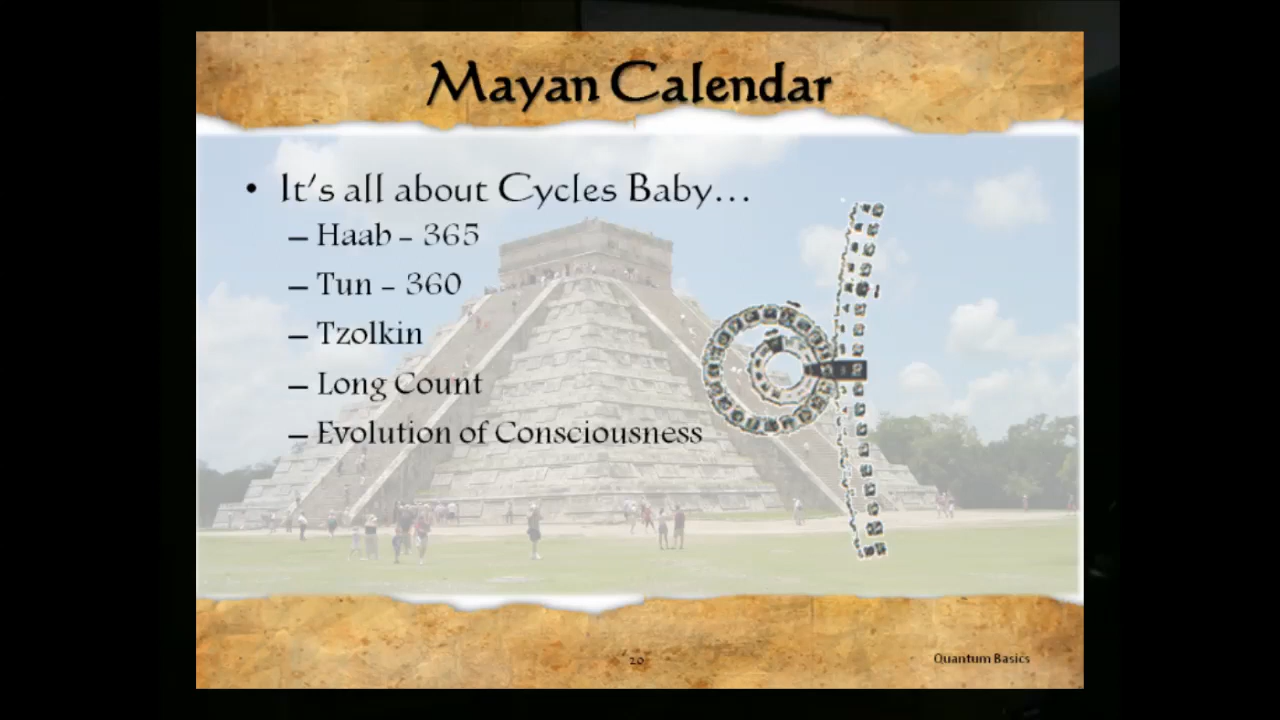 Mayan Calendar
• It's all about Cycles Baby...
– Haab – 365
– Tun – 360
– Tzolkin
– Long Count
– Evolution of Consciousness
20
Quantum Basics